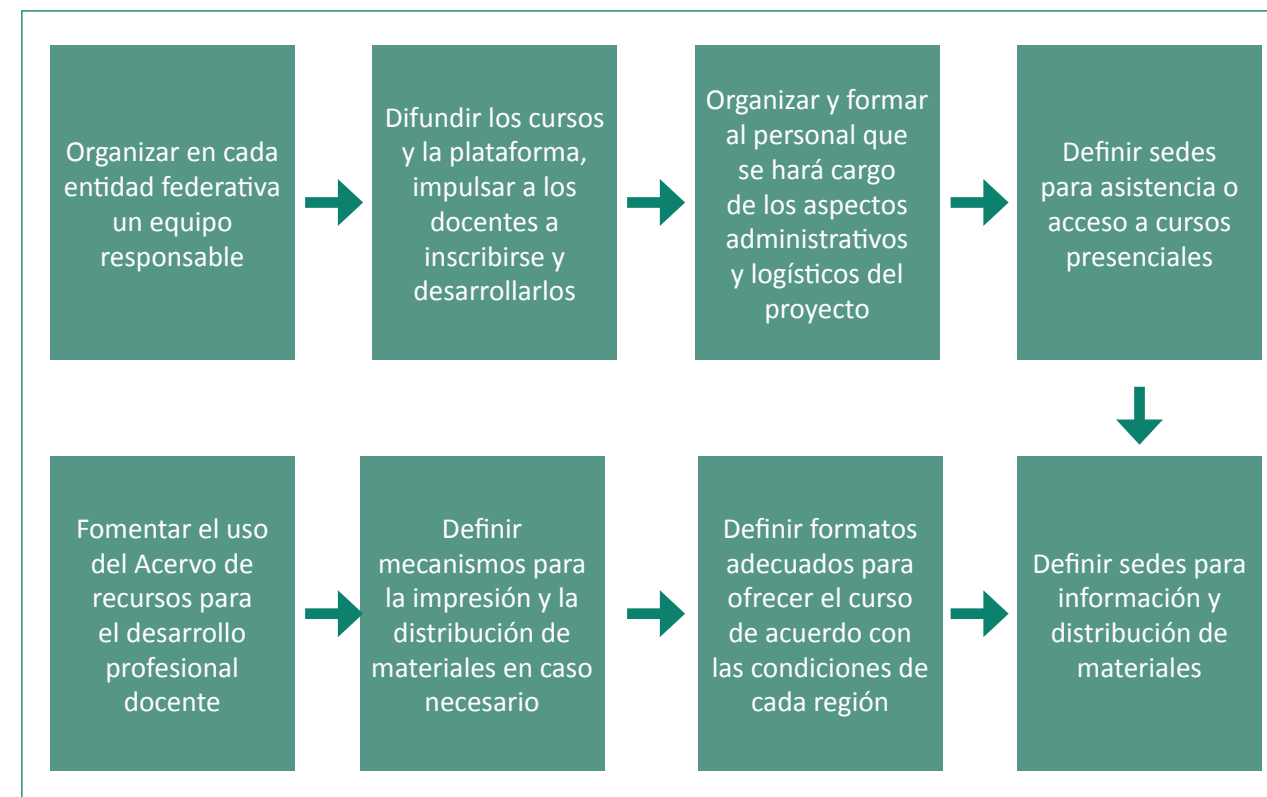 Organizar en cada
entidad federativa
un equipo
responsable
Difundir los cursos
y la plataforma,
impulsar a los
docentes a
inscribirse y
desarrollarlos
Organizar y formar
al personal que
se hará cargo
de los aspectos
administrativos
y logísticos del
proyecto
Definir sedes
para asistencia o
acceso a cursos
presenciales
Fomentar el uso
del Acervo de
recursos para
el desarrollo
profesional
docente
Definir
mecanismos para
la impresión y la
distribución de
materiales en caso
necesario
Definir formatos
adecuados para
ofrecer el curso
de acuerdo con
las condiciones de
cada región
Definir sedes para
información y
distribución de
materiales